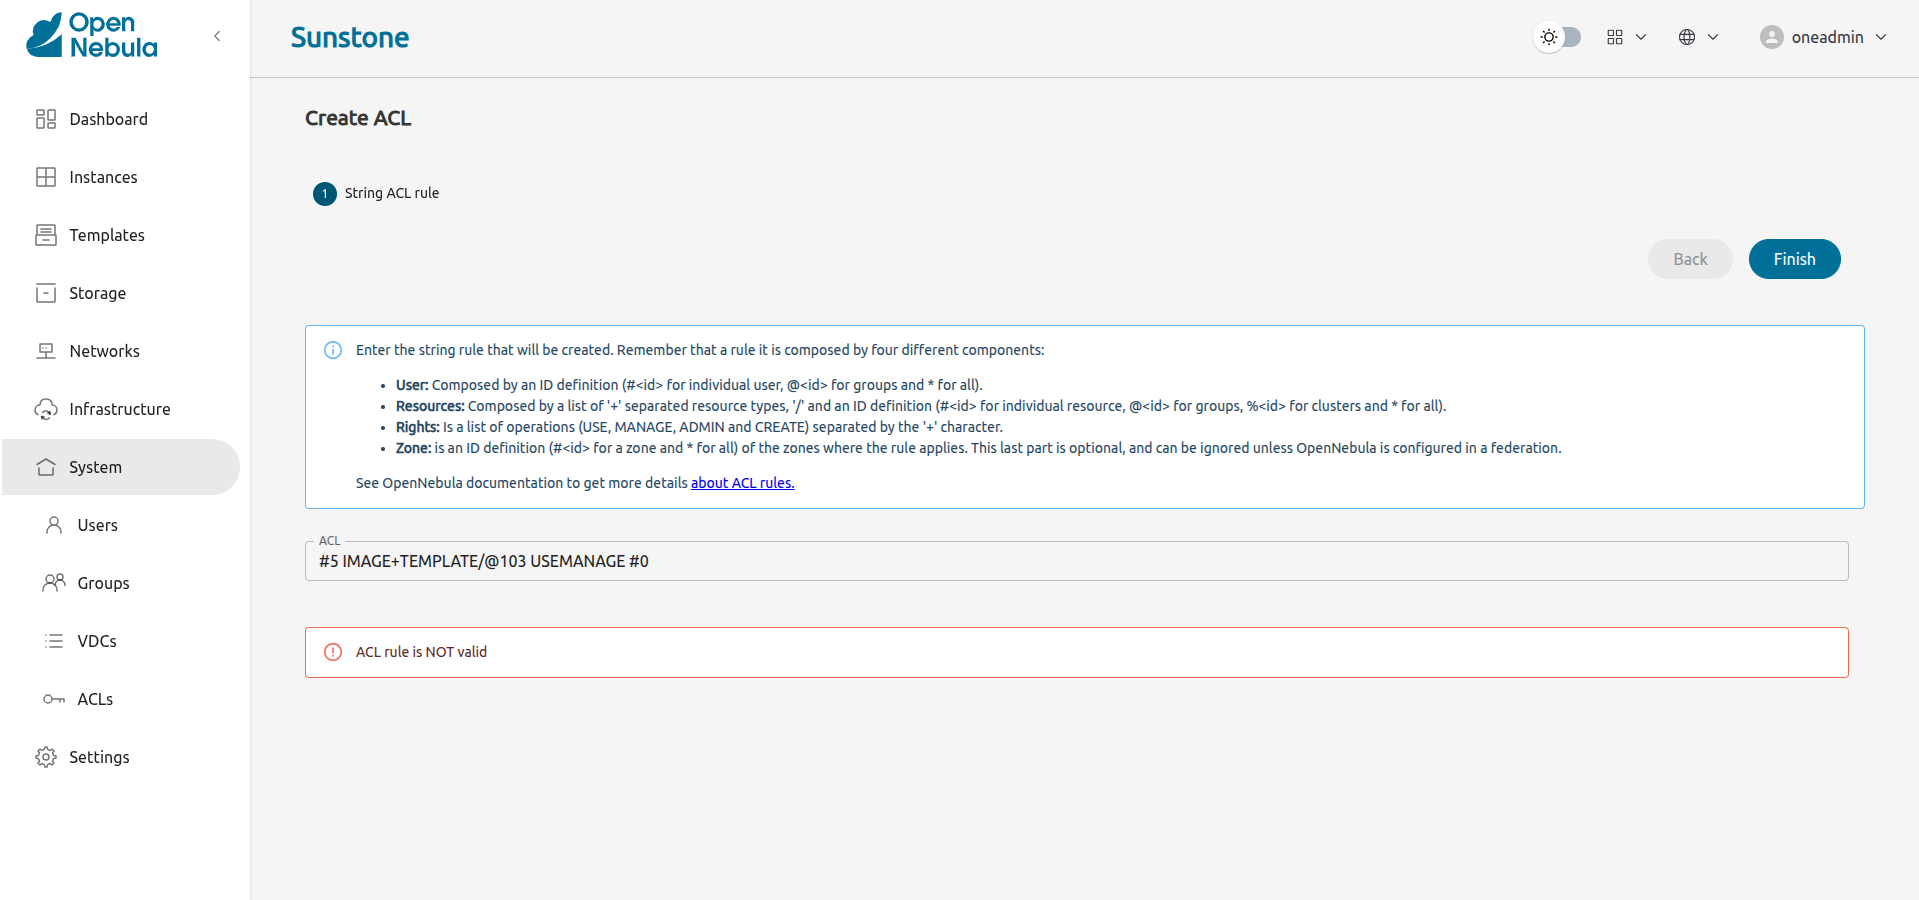 Open
Nebula
Sunstone
oneadmin
Dashboard
Instances
Templates
Storage
Networks
Infrastructure
System
Users
Groups
VDCs
ACLs
Settings
Create ACL
1 String ACL rule
Back
Finish
Enter the string rule that will be created. Remember that a rule it is composed by four different components:
• User: Composed by an ID definition (#<id> for individual user, @<id> for groups and * for all).
• Resources: Composed by a list of '+' separated resource types, '/' and an ID definition (#<id> for individual resource, @<id> for groups, %<id> for clusters and * for all).
• Rights: Is a list of operations (USE, MANAGE, ADMIN and CREATE) separated by the '+' character.
• Zone: is an ID definition (#<id> for a zone and * for all) of the zones where the rule applies. This last part is optional, and can be ignored unless OpenNebula is configured in a federation.
See OpenNebula documentation to get more details about ACL rules.
ACL
#5 IMAGE+TEMPLATE/@103 USEMANAGE #0
ACL rule is NOT valid